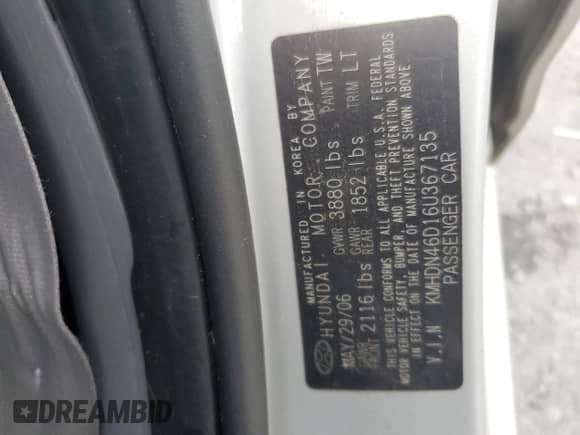 MANUFACTURED IN KOREA BY
HYUNDAI MOTOR COMPANY
MAY/29/06 GVWR 3880 lbs PAINT TW
GAWR FRONT 2116 lbs GAWR REAR 1852 lbs TRIM LT
THIS VEHICLE CONFORMS TO ALL APPLICABLE U.S.A. FEDERAL
MOTOR VEHICLE SAFETY, BUMPER, AND THEFT PREVENTION STANDARDS
IN EFFECT ON THE DATE OF MANUFACTURE SHOWN ABOVE
V.I.N KMHDN46D16U367135
PASSENGER CAR
DREAMBID